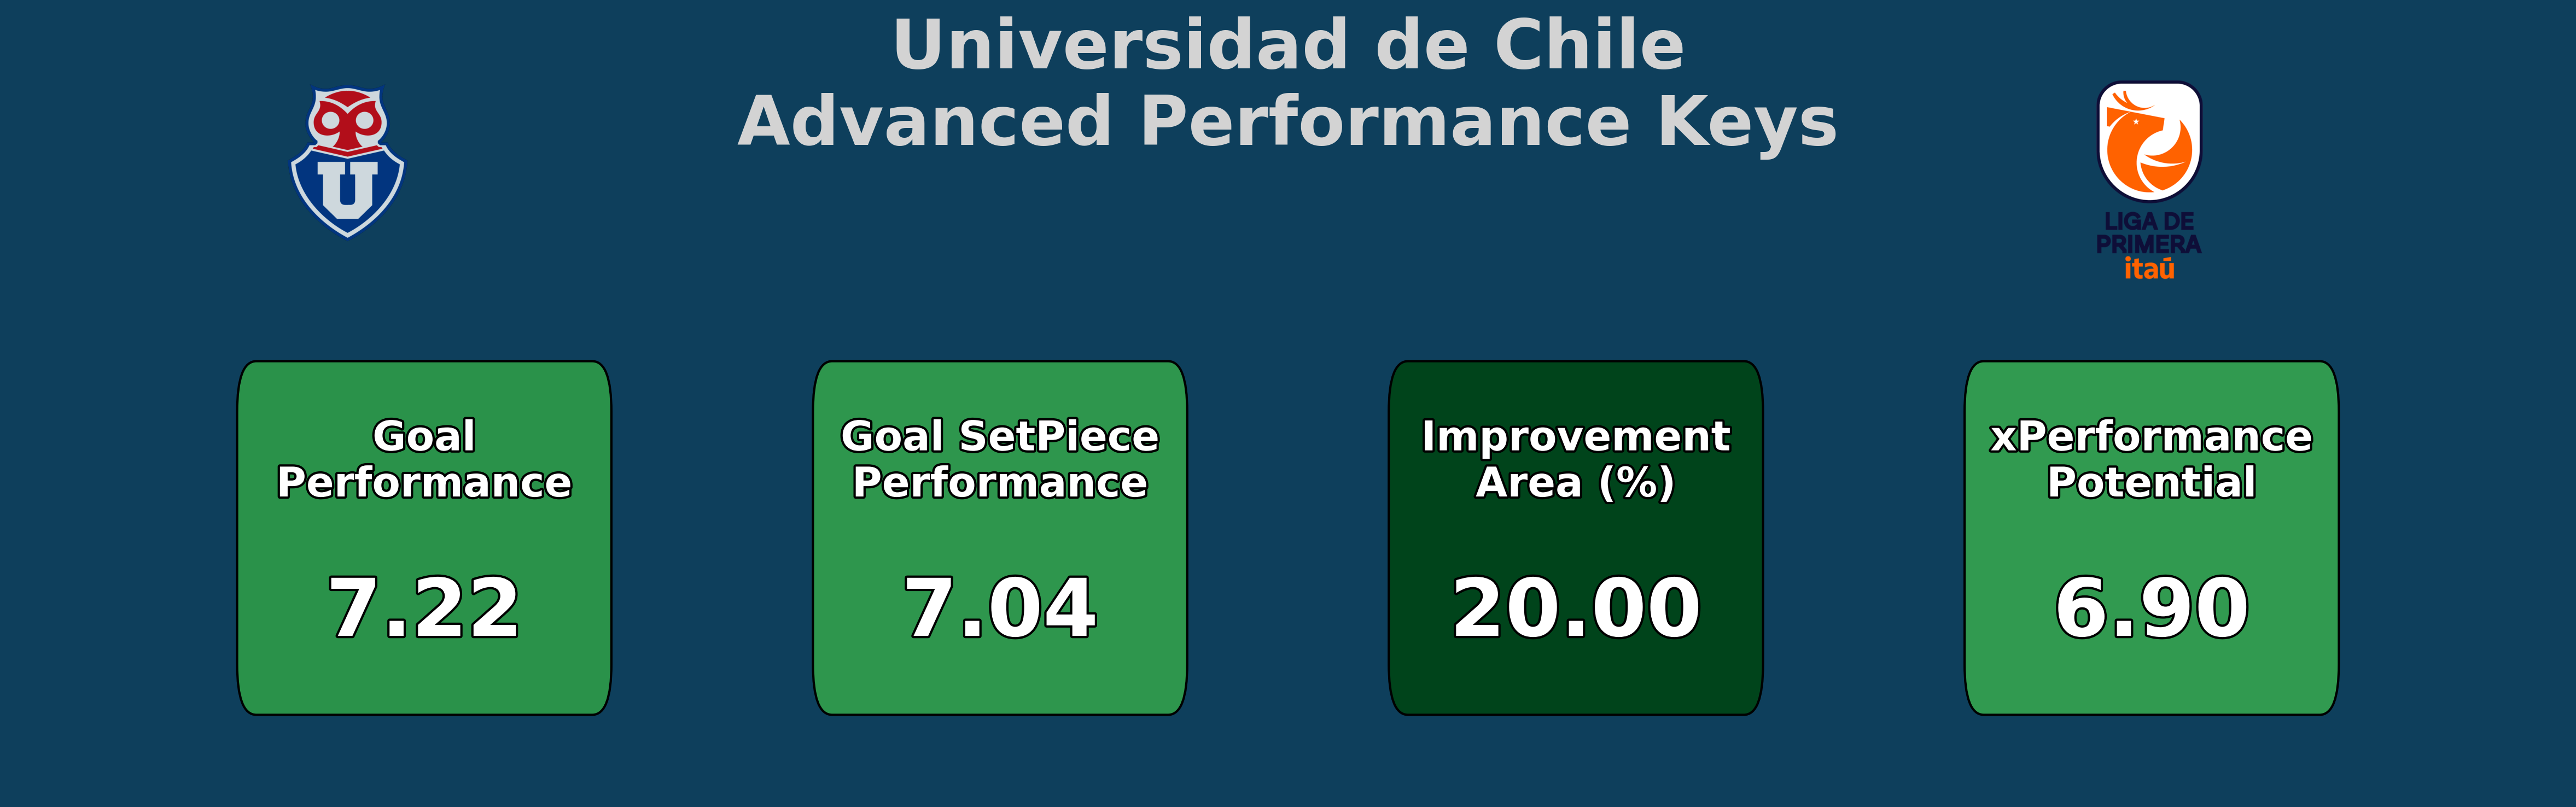 Universidad de Chile
Advanced Performance Keys
U
LIGA DE
PRIMERA
itaú
Goal
Performance
7.22
Goal SetPiece
Performance
7.04
Improvement
Area (%)
20.00
xPerformance
Potential
6.90